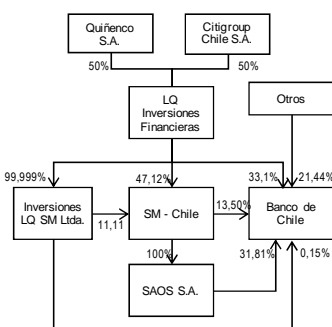 Quiñenco
S.A.
Citigroup
Chile S.A.
50%
50%
LQ
Inversiones
Financieras
Otros
99,999%
47,12%
33,1%
21,44%
Inversiones
LQ SM Ltda.
11,11
SM - Chile
13,50%
Banco de
Chile
100%
31,81%
0,15%
SAOS S.A.